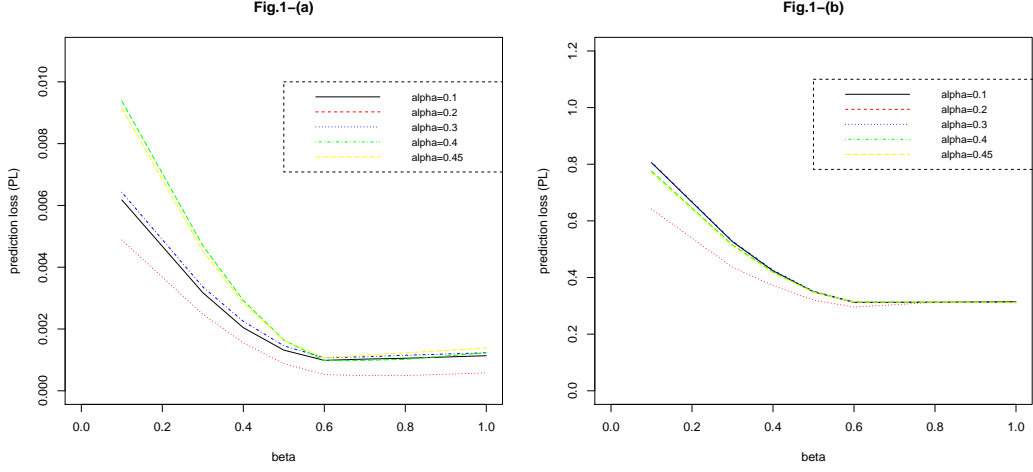 Fig.1−(a)
prediction loss (PL)
0.010
0.008
0.006
0.004
0.002
0.000
alpha=0.1
alpha=0.2
alpha=0.3
alpha=0.4
alpha=0.45
0.0 0.2 0.4 0.6 0.8 1.0
beta
Fig.1−(b)
prediction loss (PL)
1.2
1.0
0.8
0.6
0.4
0.2
0.0
alpha=0.1
alpha=0.2
alpha=0.3
alpha=0.4
alpha=0.45
0.0 0.2 0.4 0.6 0.8 1.0
beta